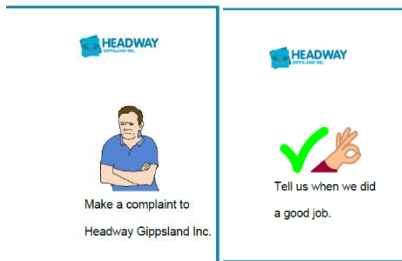 HEADWAY
GIPPSLAND INC.
Make a complaint to
Headway Gippsland Inc.
HEADWAY
GIPPSLAND INC.
Tell us when we did
a good job.